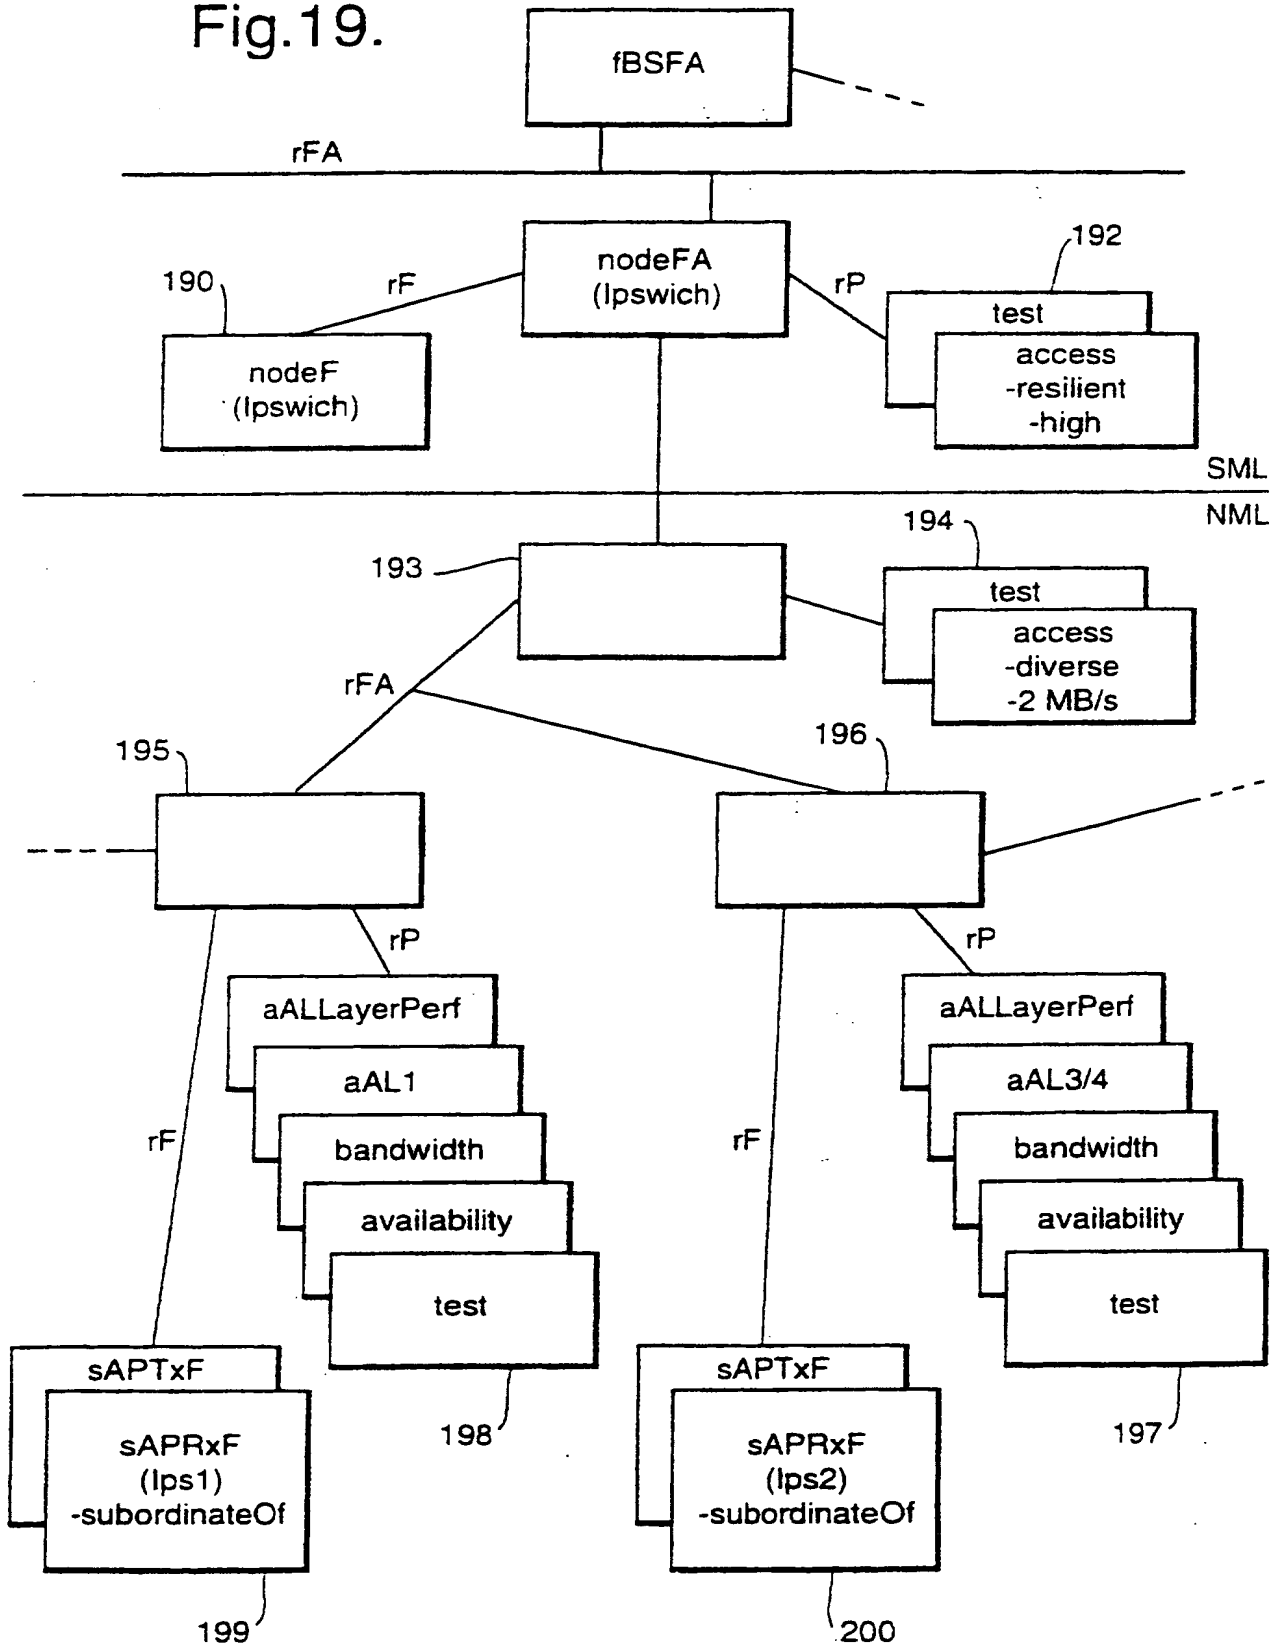 Fig.19.
fBSFA
rFA
nodeFA
(Ipswich)
192
190
rF
rP
test
access
-resilient
-high
nodeF
(Ipswich)
SML
NML
194
193
test
access
-diverse
-2 MB/s
rFA
195
196
rP
rP
aALLayerPerf
aAL1
bandwidth
availability
test
aALLayerPerf
aAL3/4
bandwidth
availability
test
rF
rF
sAPTxF
sAPRxF
(Ips1)
-subordinateOf
198
sAPTxF
sAPRxF
(Ips2)
-subordinateOf
197
199
200